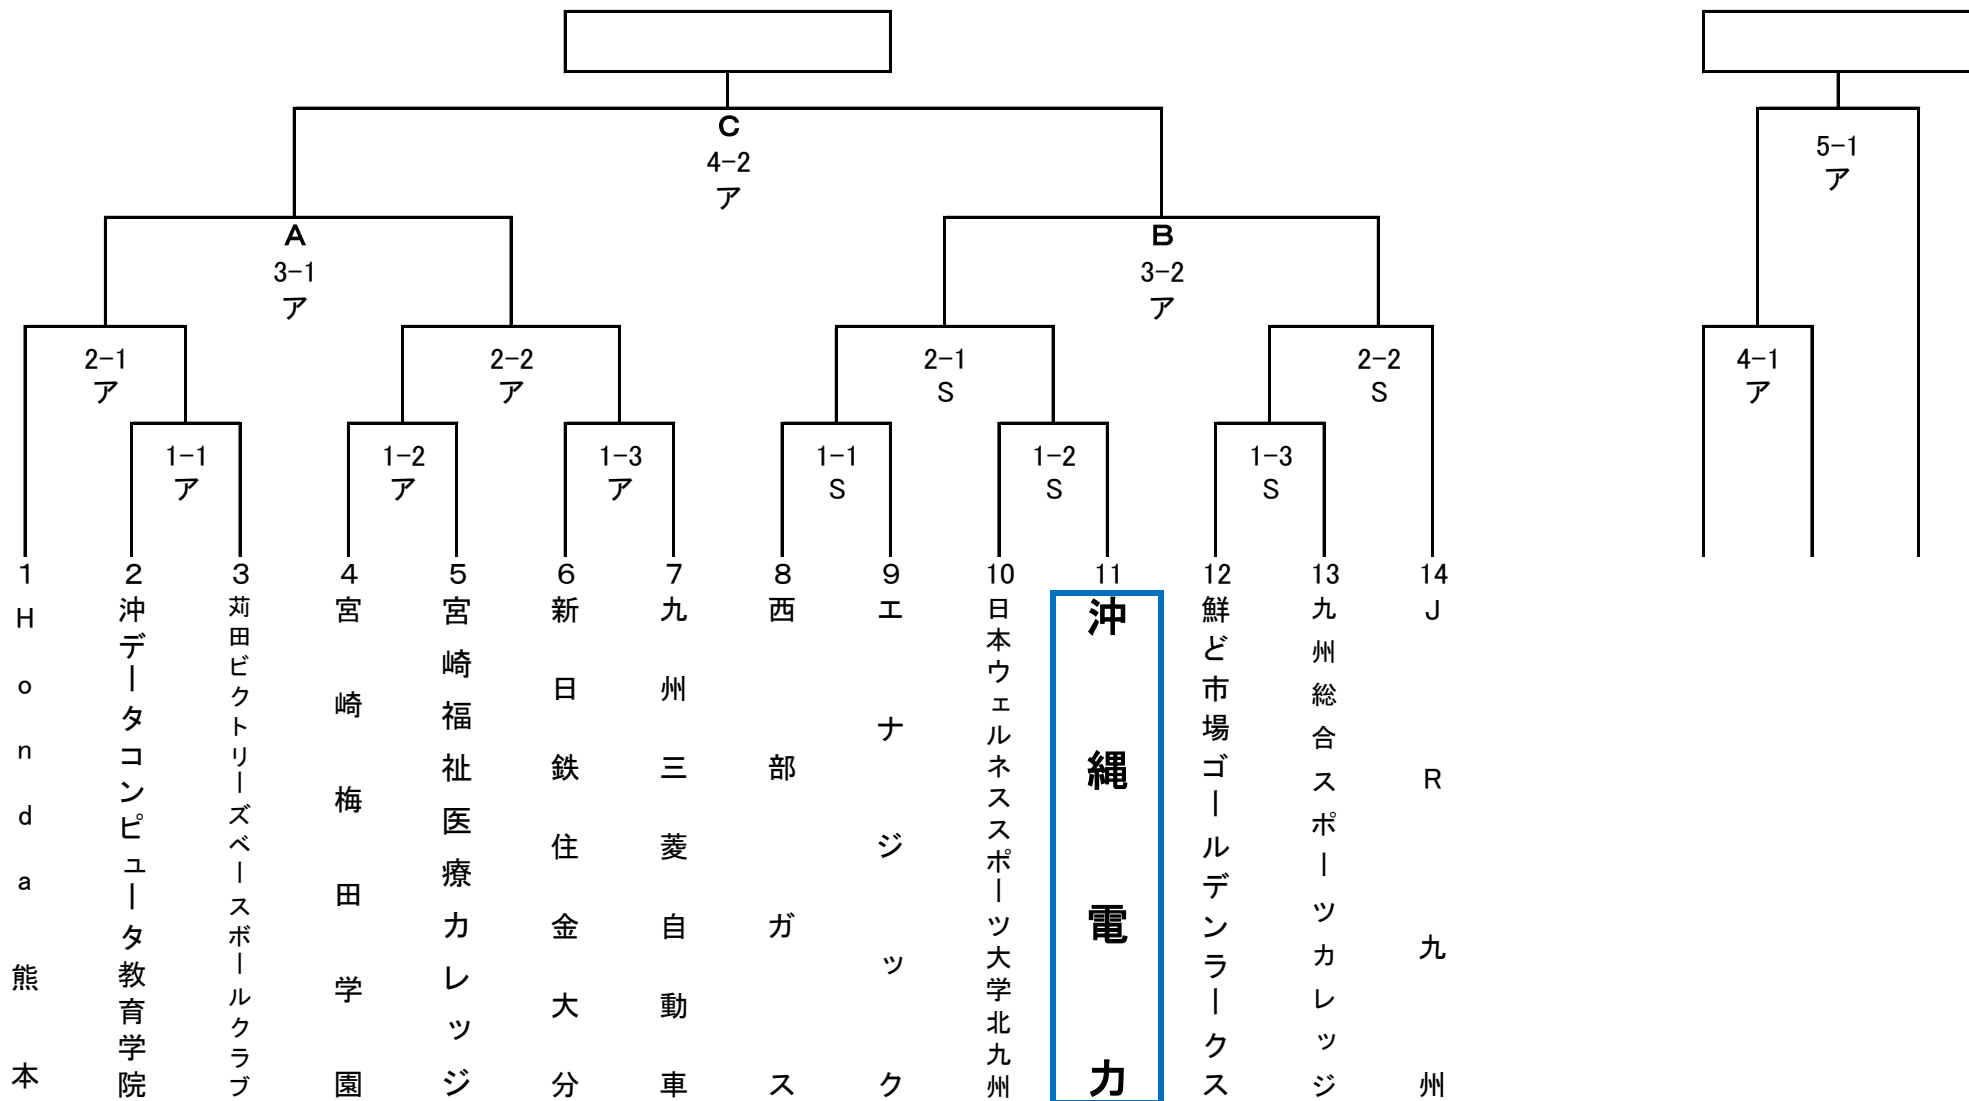 C
4-2
ア
5-1
ア
A
3-1
ア
B
3-2
ア
2-1
ア
2-2
ア
2-1
S
2-2
S
4-1
ア
1-1
ア
1-2
ア
1-3
ア
1-1
S
1-2
S
1-3
S
1
Honda熊本
2
沖データコンピュータ教育学院
3
苅田ビクトリーズベースボールクラブ
4
宮崎梅田学園
5
宮崎福祉医療カレッジ
6
新日鉄住金大分
7
九州三菱自動車
8
西部ガス
9
エナジック
10
日本ウェルネススポーツ大学北九州
11
沖縄電力
12
鮮ど市場ゴールデンラークス
13
九州総合スポーツカレッジ
14
JR九州